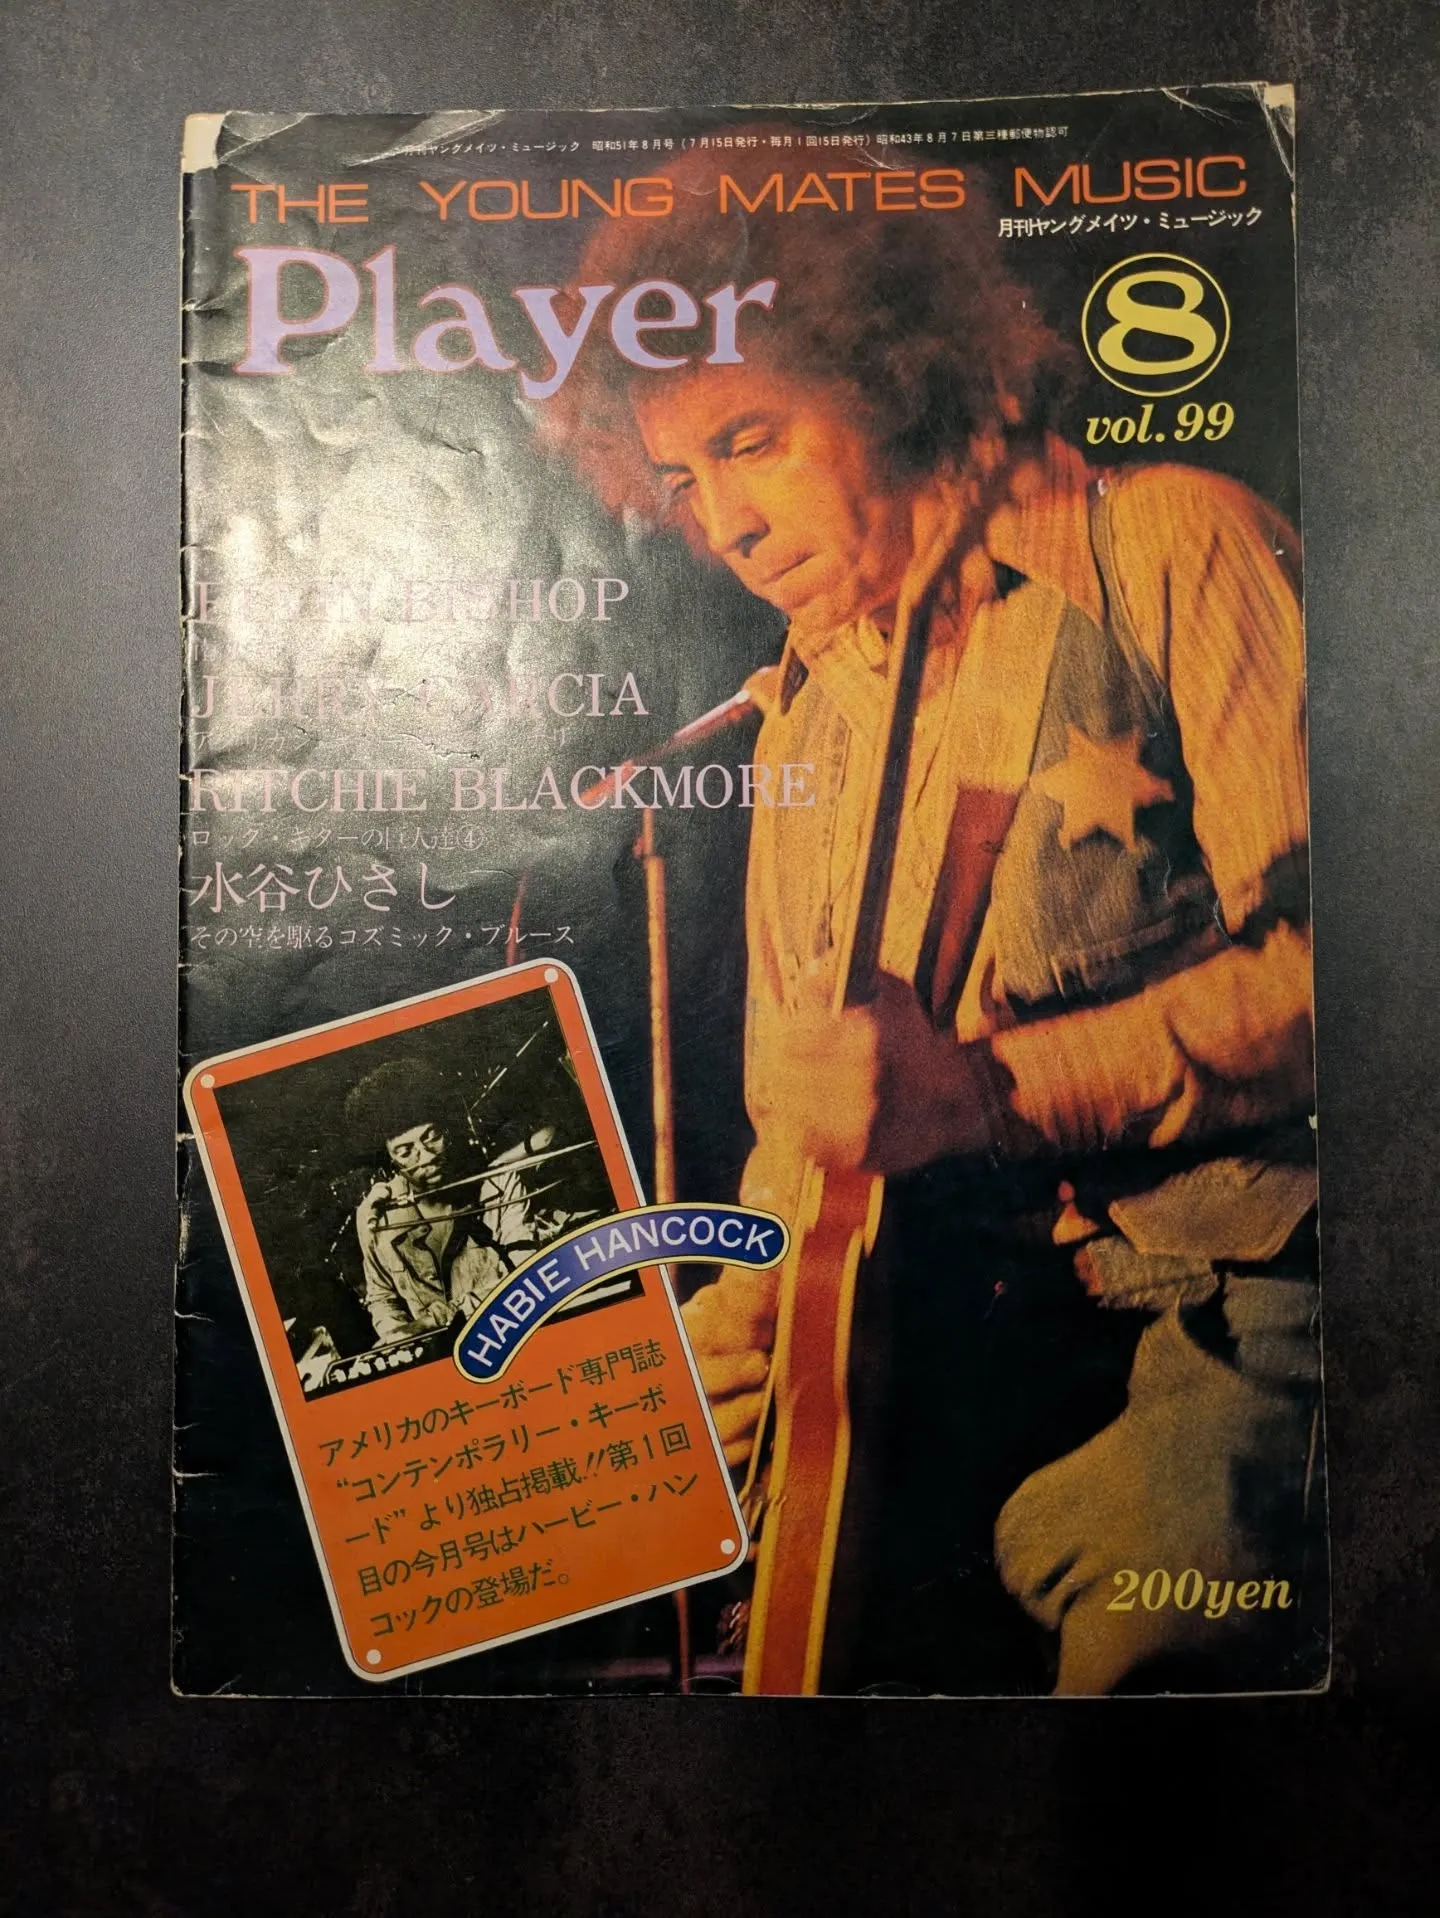 月刊ヤングメイツ・ミュージック 昭和51年8月号（7月15日発行・毎月1回15日発行）昭和43年8月7日第三種郵便物認可
THE YOUNG MATES MUSIC
月刊ヤングメイツ・ミュージック
Player
8
vol.99
ELVIN BISHOP
JERRY GARCIA
RITCHIE BLACKMORE
ロック・ギターの巨人達④
水谷ひさし
その空を駆るコズミック・ブルース
HABIE HANCOCK
アメリカのキーボード専門誌
“コンテンポラリー・キーボ
ード”より独占掲載!!第1回
目の今月号はハービー・ハン
コックの登場だ。
200yen